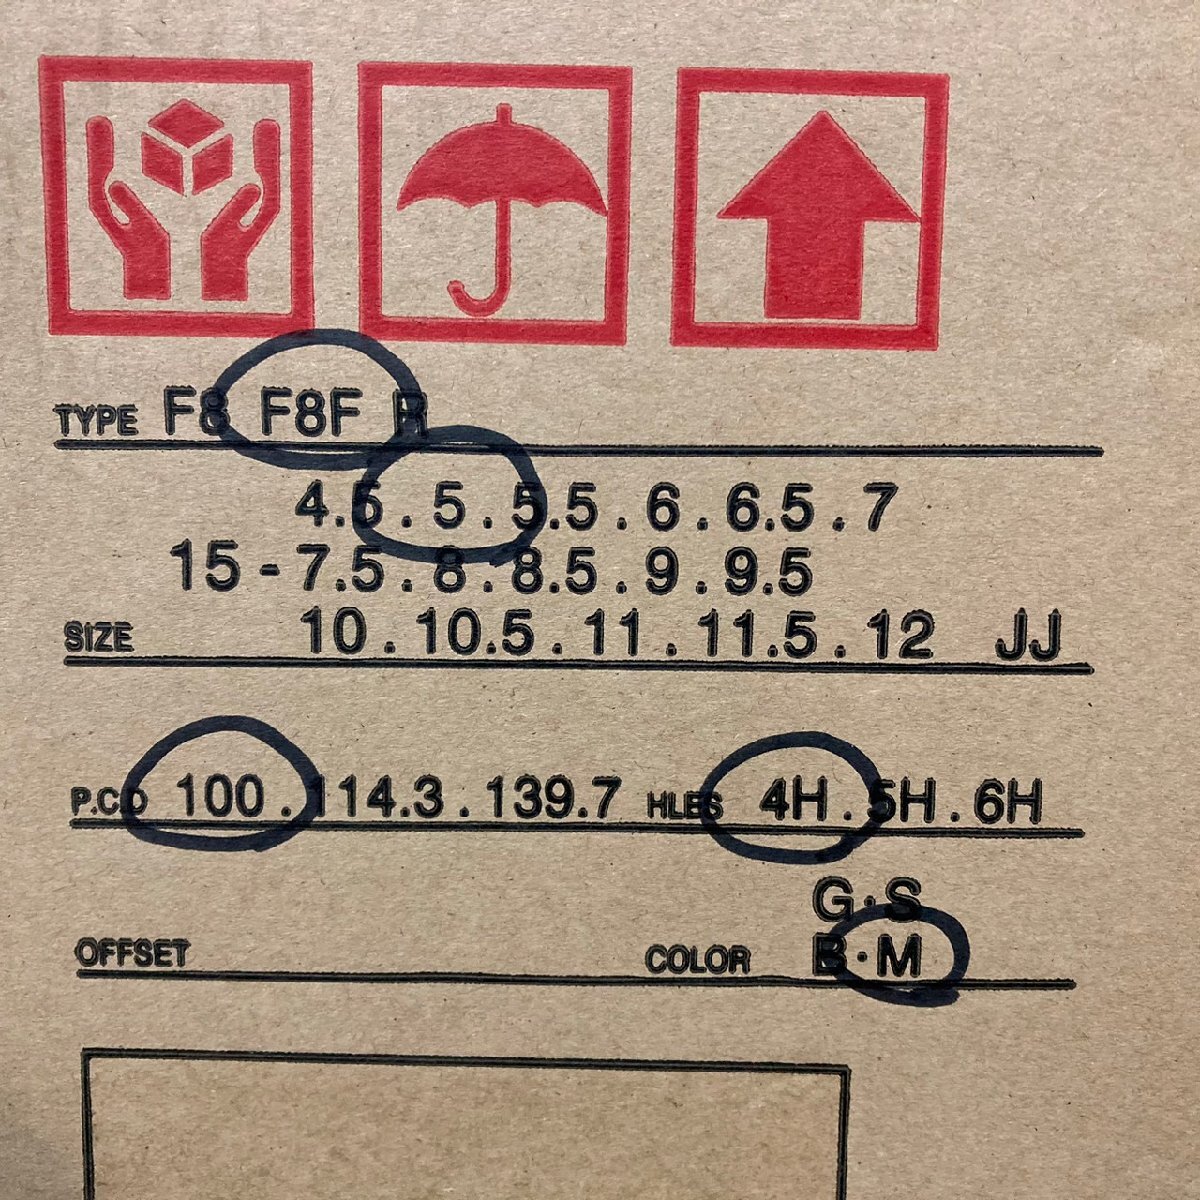 TYPE F8 F8F R
4.5 . 5 . 5.5 . 6 . 6.5 . 7
15 - 7.5 . 8 . 8.5 . 9 . 9.5
SIZE 10 . 10.5 . 11 . 11.5 . 12 JJ
P.C.D 100 . 114.3 . 139.7 HLES 4H . 5H . 6H
G·S
OFFSET COLOR B·M